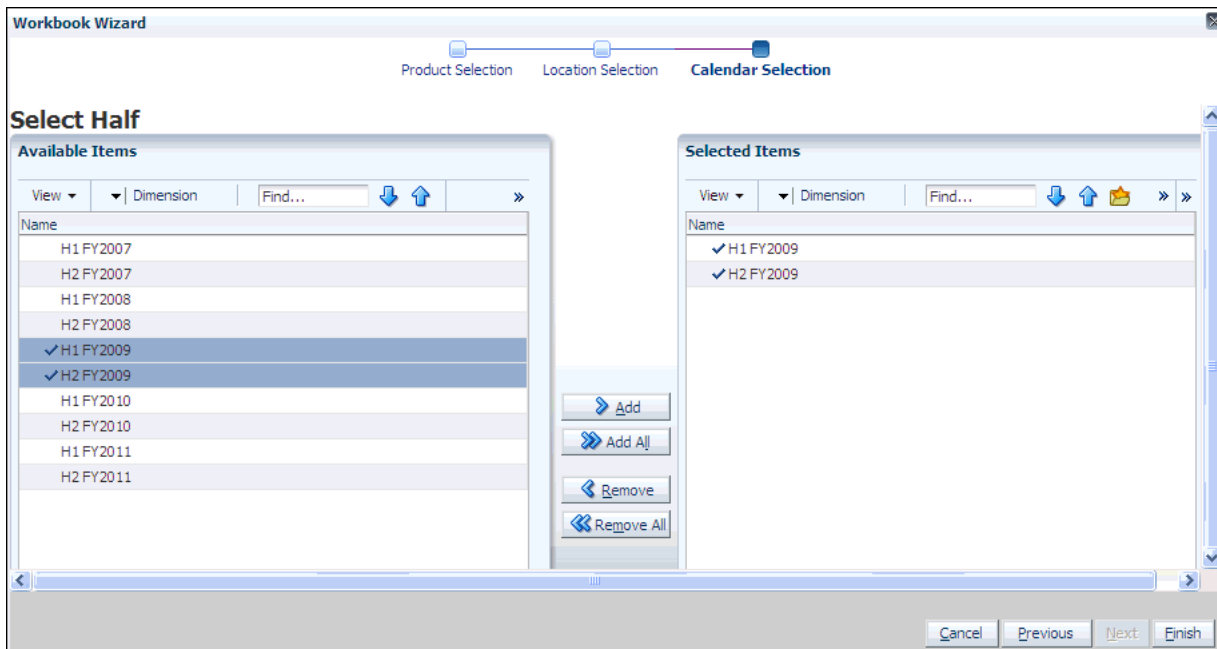 Workbook Wizard
Product Selection Location Selection Calendar Selection
Select Half
Available Items
View Dimension Find... »
Name
H1 FY2007
H2 FY2007
H1 FY2008
H2 FY2008
H1 FY2009
H2 FY2009
H1 FY2010
H2 FY2010
H1 FY2011
H2 FY2011
Add
Add All
Remove
Remove All
Selected Items
View Dimension Find... » »
Name
H1 FY2009
H2 FY2009
Cancel Previous Next Finish